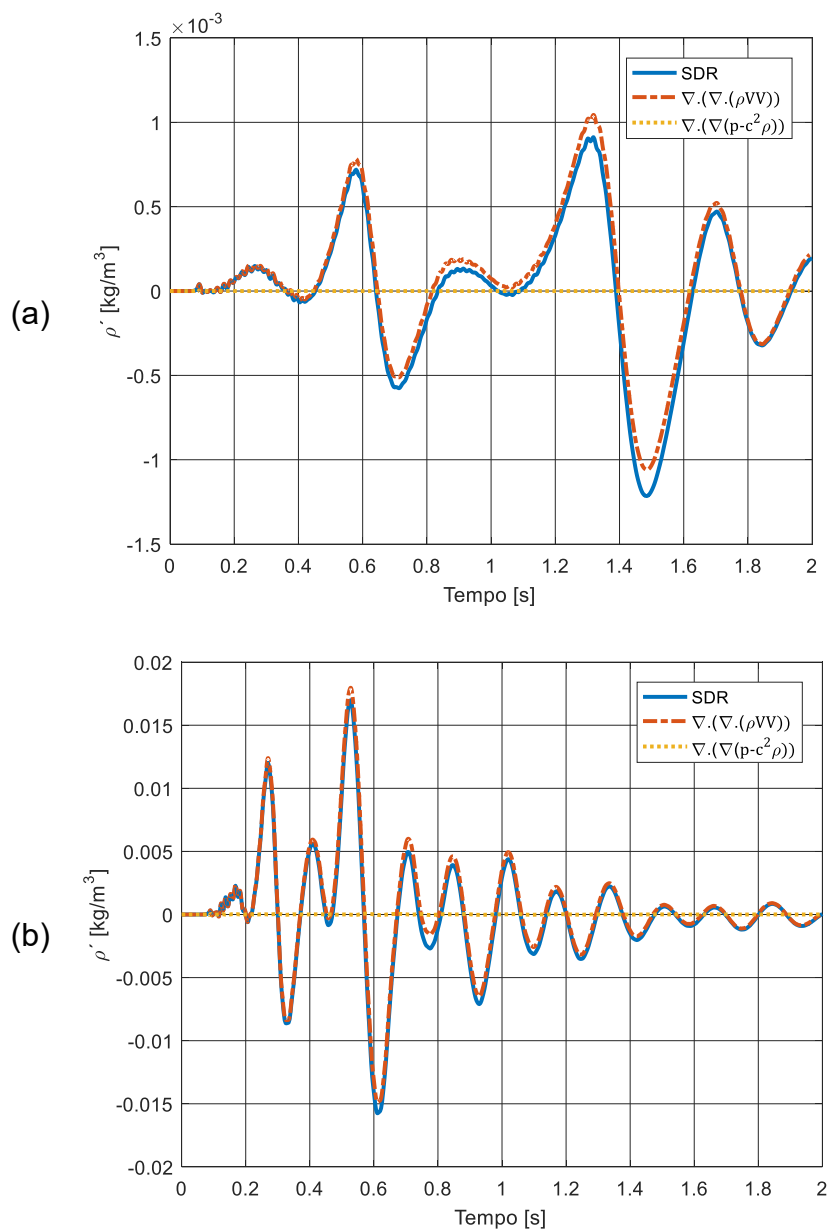 ×10⁻³
1.5
1
0.5
0
-0.5
-1
-1.5
ρ´ [kg/m³]
(a)
SDR
∇.(∇.(ρVV))
∇.(∇(p-c²ρ))
0 0.2 0.4 0.6 0.8 1 1.2 1.4 1.6 1.8 2
Tempo [s]
0.02
0.015
0.01
0.005
0
-0.005
-0.01
-0.015
-0.02
ρ´ [kg/m³]
(b)
SDR
∇.(∇.(ρVV))
∇.(∇(p-c²ρ))
0 0.2 0.4 0.6 0.8 1 1.2 1.4 1.6 1.8 2
Tempo [s]